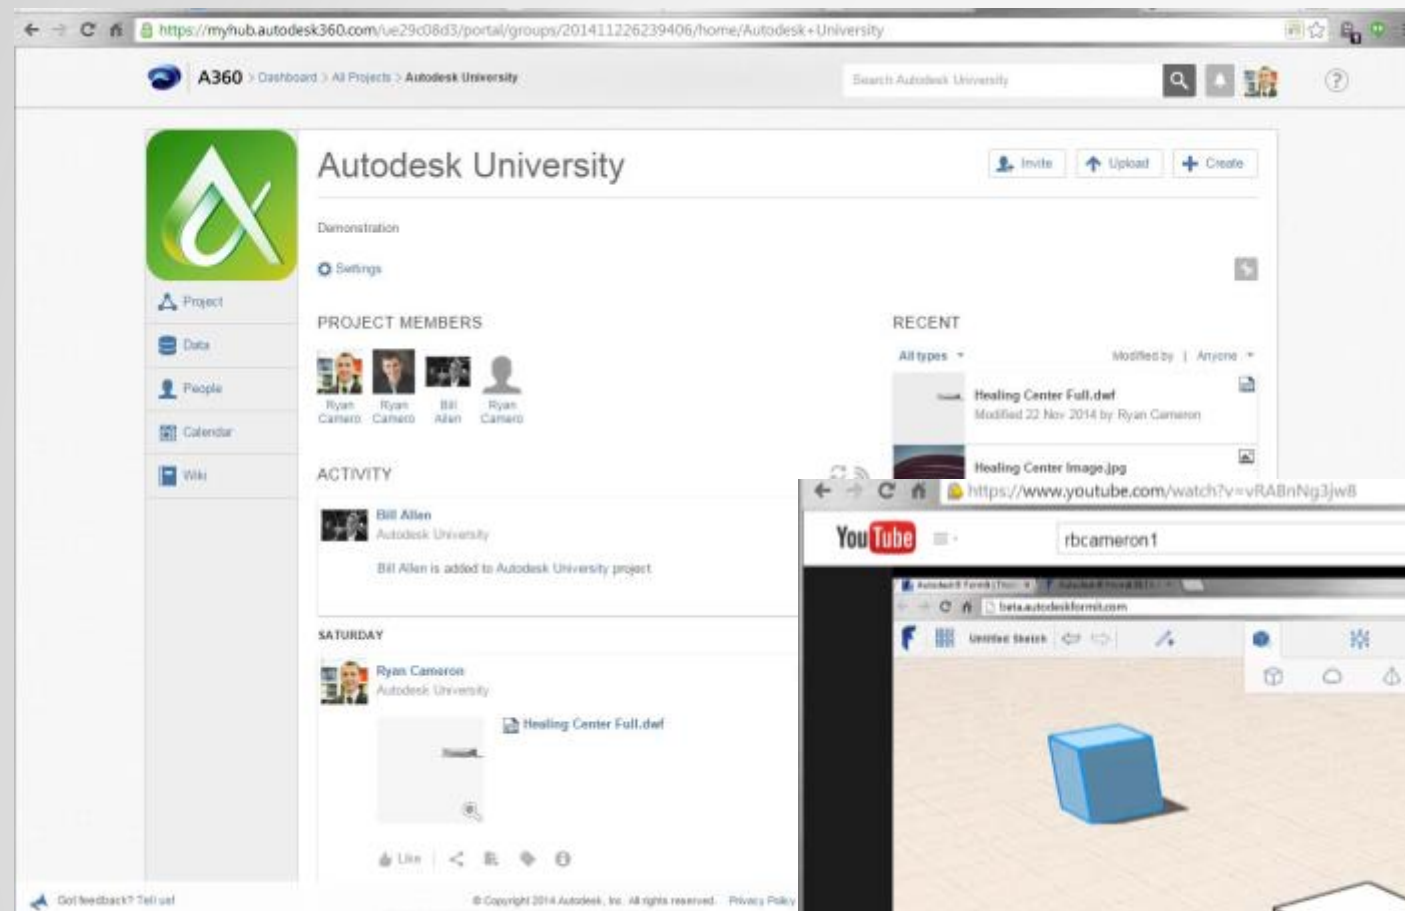 https://myhub.autodesk360.com/ue29c08d3/portal/groups/201411226239406/home/Autodesk+University
A360 > Dashboard > All Projects > Autodesk University
Search Autodesk University
Autodesk University
Invite
Upload
Create
Demonstration
Settings
Project
Data
People
Calendar
Wiki
PROJECT MEMBERS
Ryan Camero
Ryan Camero
Bill Allen
Ryan Camero
RECENT
All types
Modified by | Anyone
Healing Center Full.dwf
Modified 22 Nov 2014 by Ryan Cameron
Healing Center Image.jpg
ACTIVITY
Bill Allen
Autodesk University
Bill Allen is added to Autodesk University project
SATURDAY
Ryan Cameron
Autodesk University
Healing Center Full.dwf
Like
Got feedback? Tell us!
© Copyright 2014 Autodesk, Inc. All rights reserved. Privacy Policy
https://www.youtube.com/watch?v=vRABnNg3jw8
YouTube
rbcameron1
beta.autodeskformit.com
Untitled Sketch